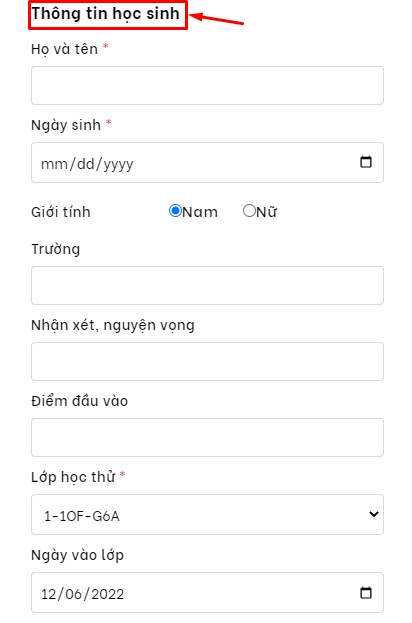 Thông tin học sinh
Họ và tên *
Ngày sinh *
mm/dd/yyyy
Giới tính Nam Nữ
Trường
Nhận xét, nguyện vọng
Điểm đầu vào
Lớp học thử *
1-1OF-G6A
Ngày vào lớp
12/06/2022